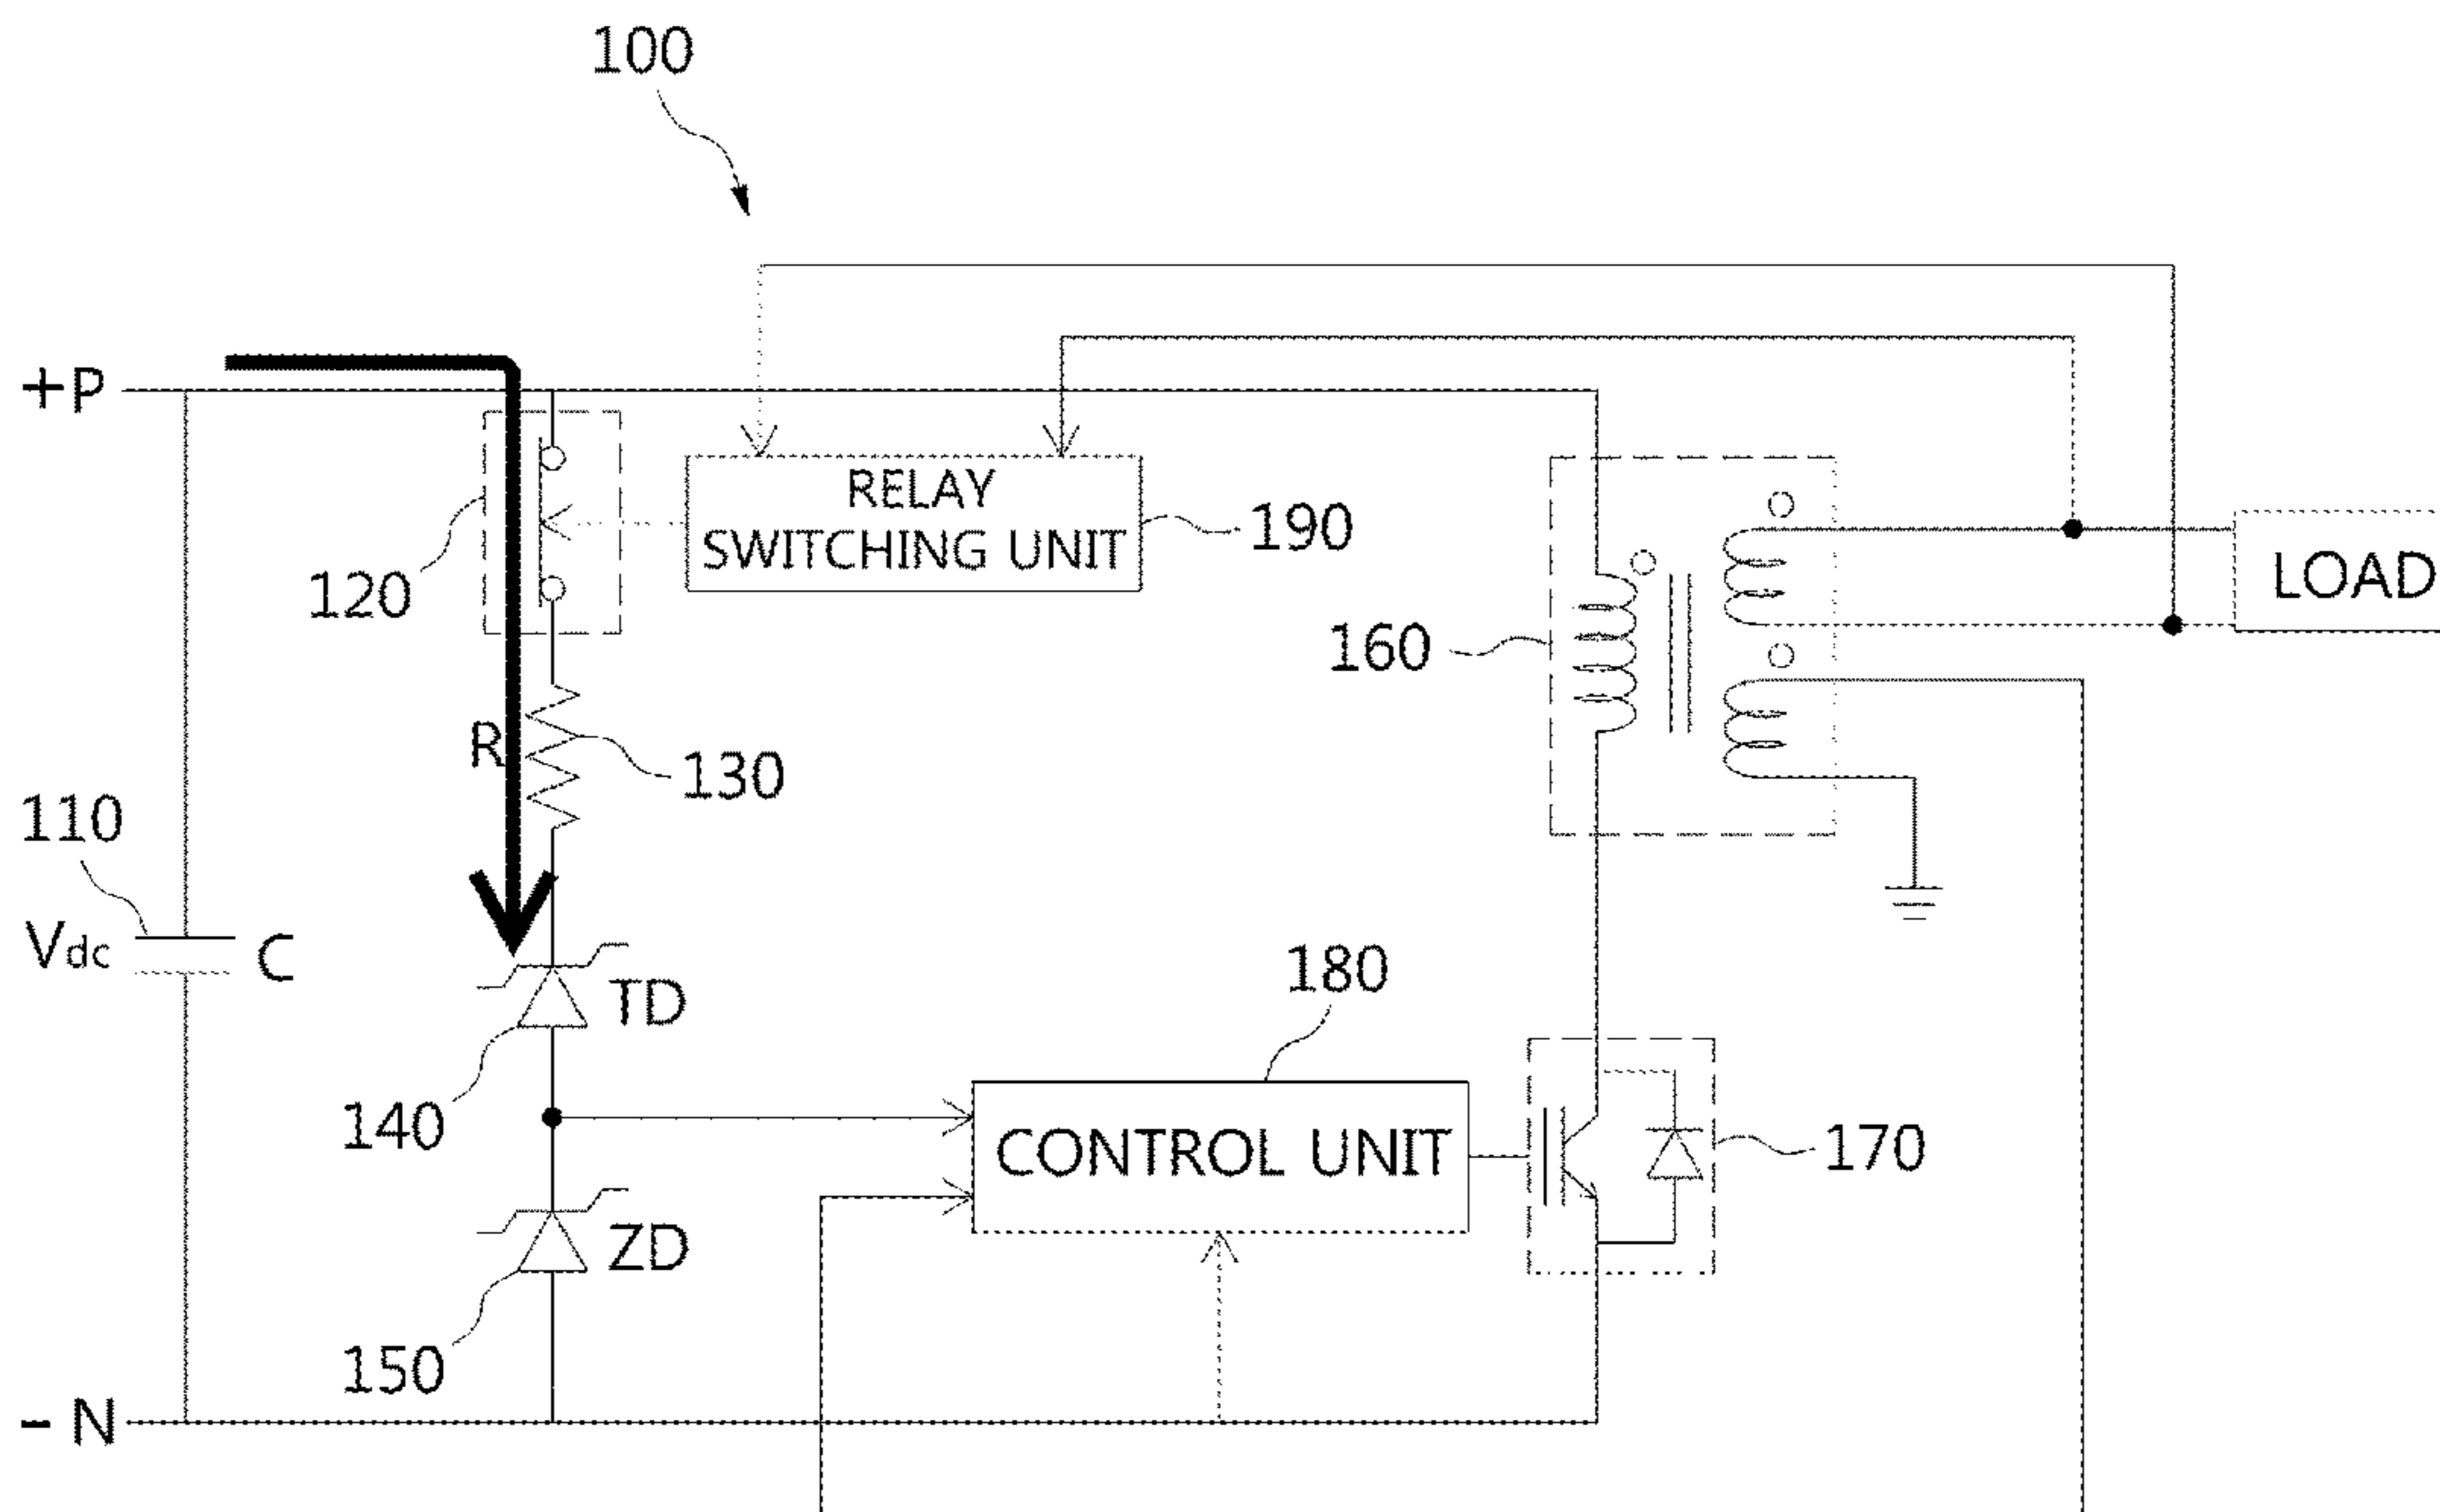 100
+P
RELAY
SWITCHING UNIT
190
120
LOAD
160
R
130
110
Vdc
C
TD
180
140
CONTROL UNIT
170
ZD
150
- N